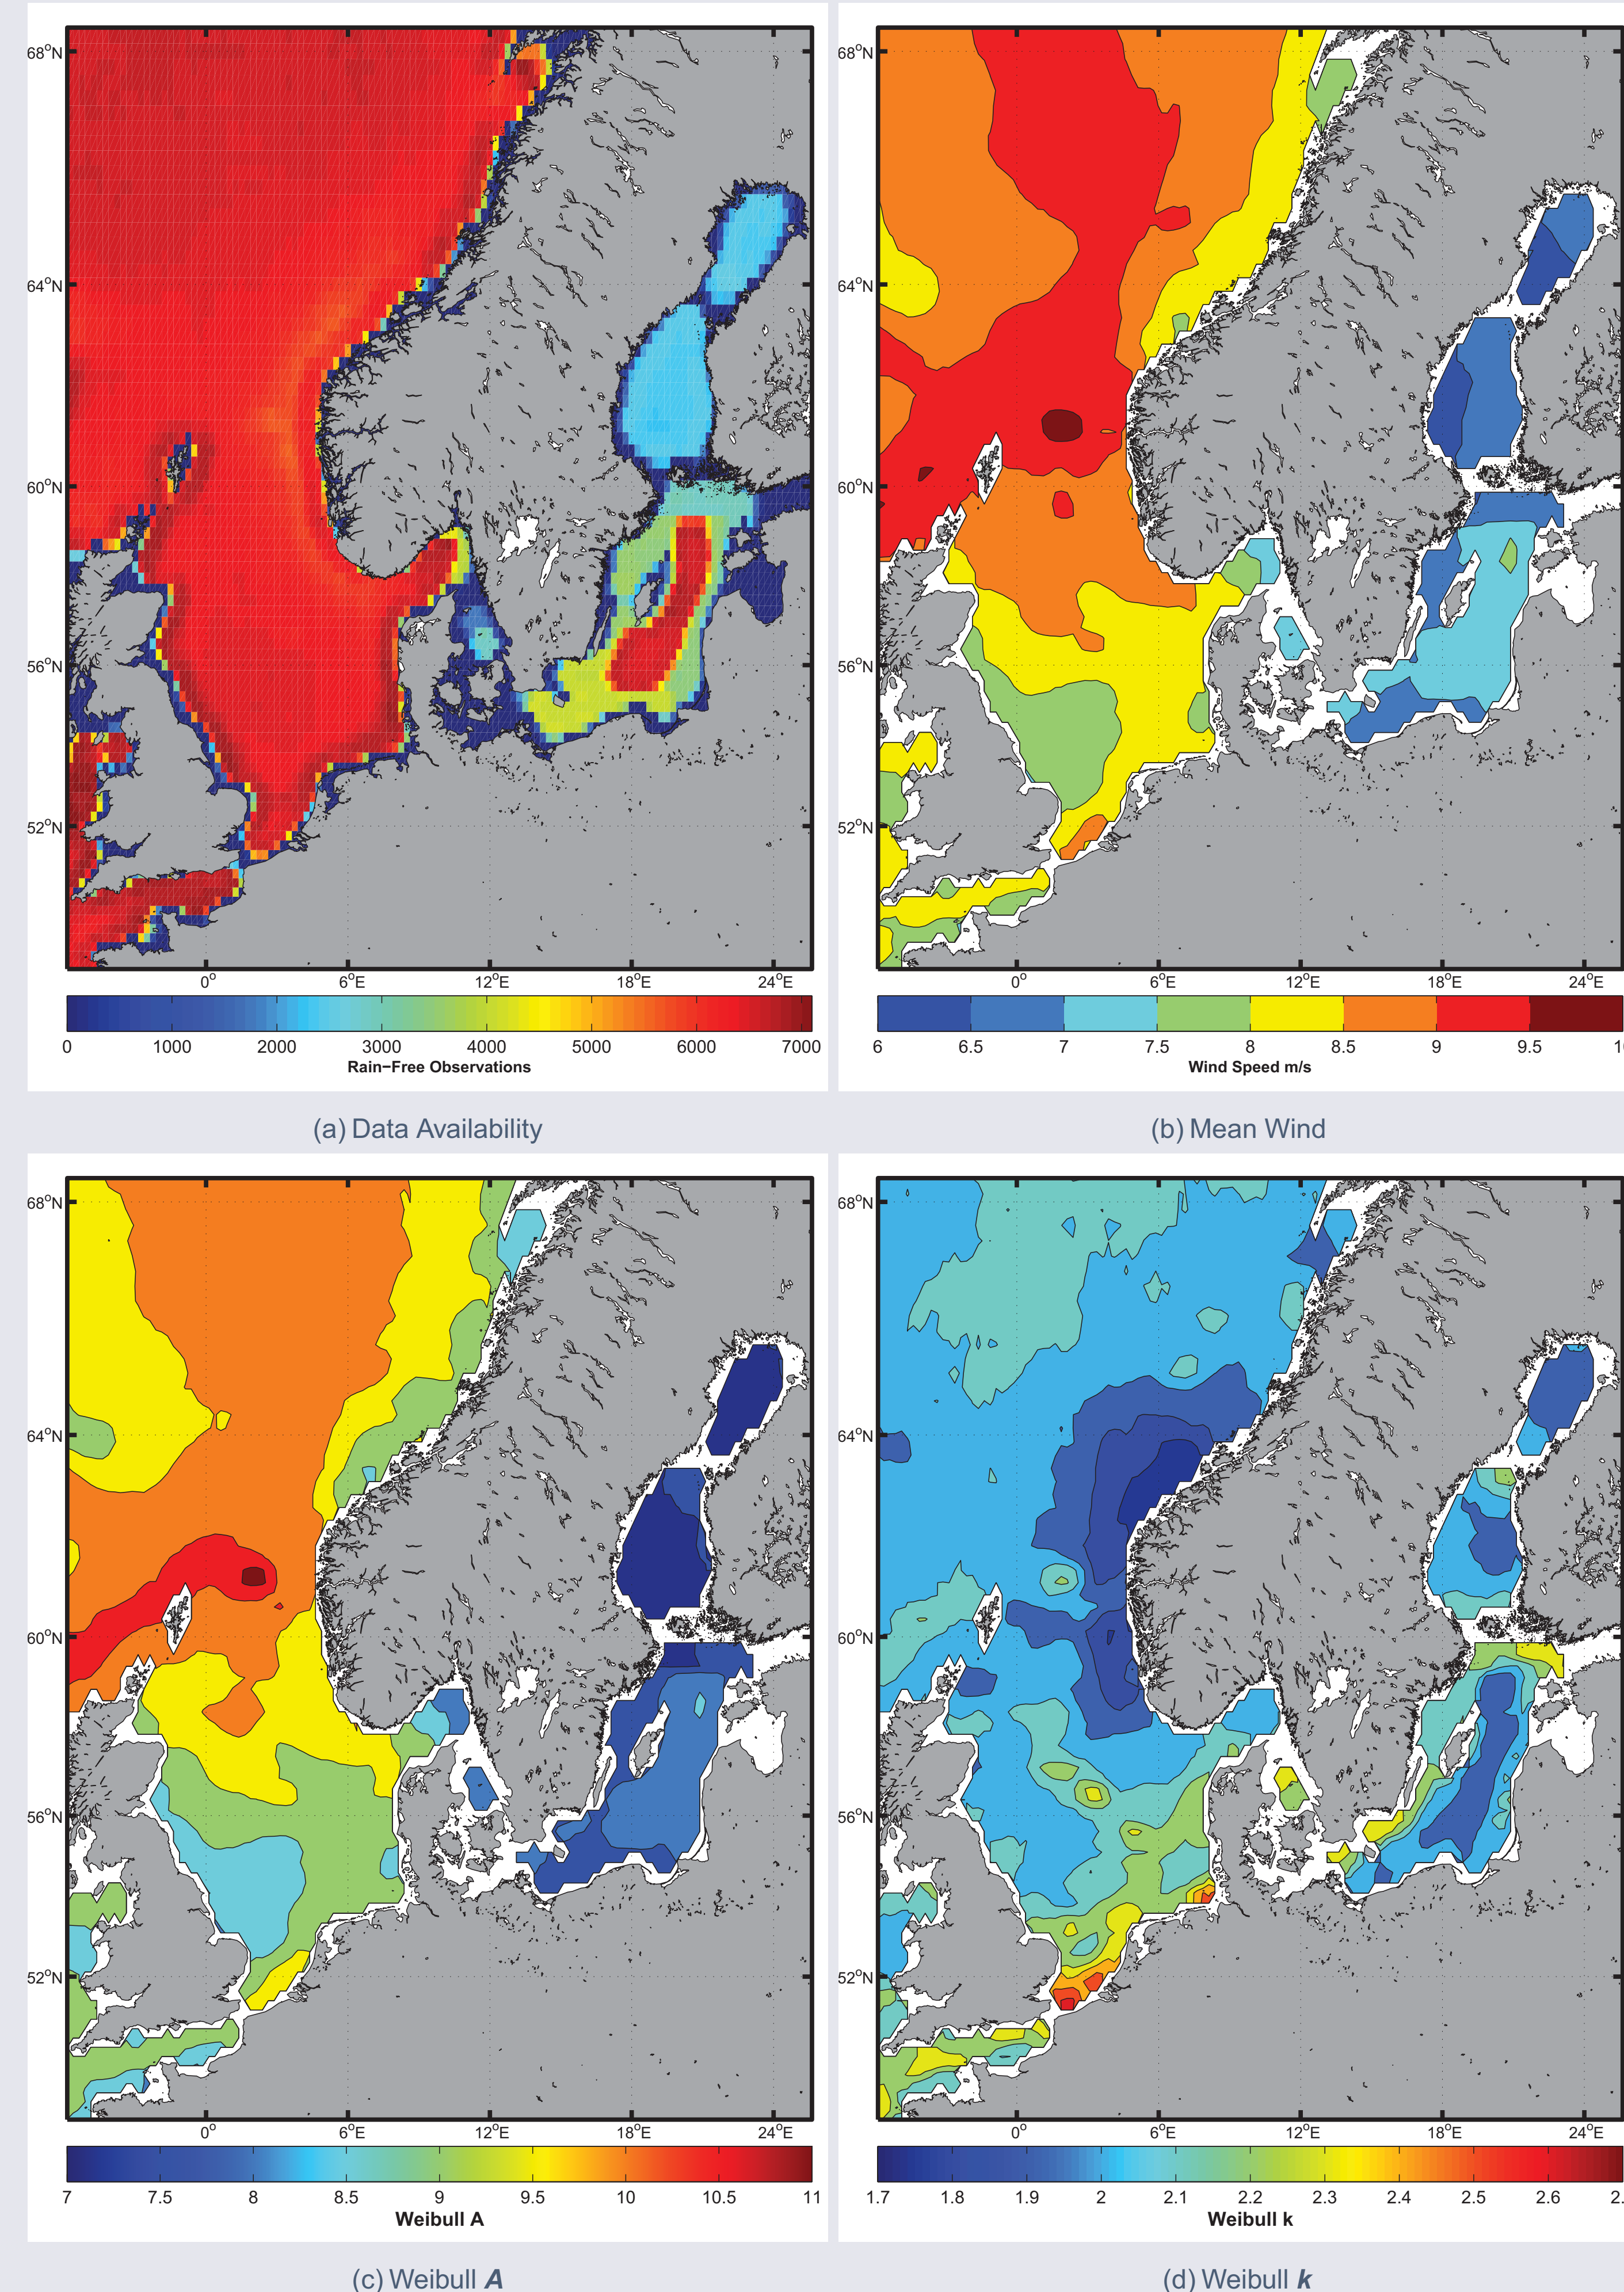 68°N
64°N
60°N
56°N
52°N
0°
6°E
12°E
18°E
24°E
0
1000
2000
3000
4000
5000
6000
7000
Rain−Free Observations
(a) Data Availability
68°N
64°N
60°N
56°N
52°N
0°
6°E
12°E
18°E
24°E
6
6.5
7
7.5
8
8.5
9
9.5
Wind Speed m/s
(b) Mean Wind
68°N
64°N
60°N
56°N
52°N
0°
6°E
12°E
18°E
24°E
7
7.5
8
8.5
9
9.5
10
10.5
11
Weibull A
(c) Weibull A
68°N
64°N
60°N
56°N
52°N
0°
6°E
12°E
18°E
24°E
1.7
1.8
1.9
2
2.1
2.2
2.3
2.4
2.5
2.6
Weibull k
(d) Weibull k